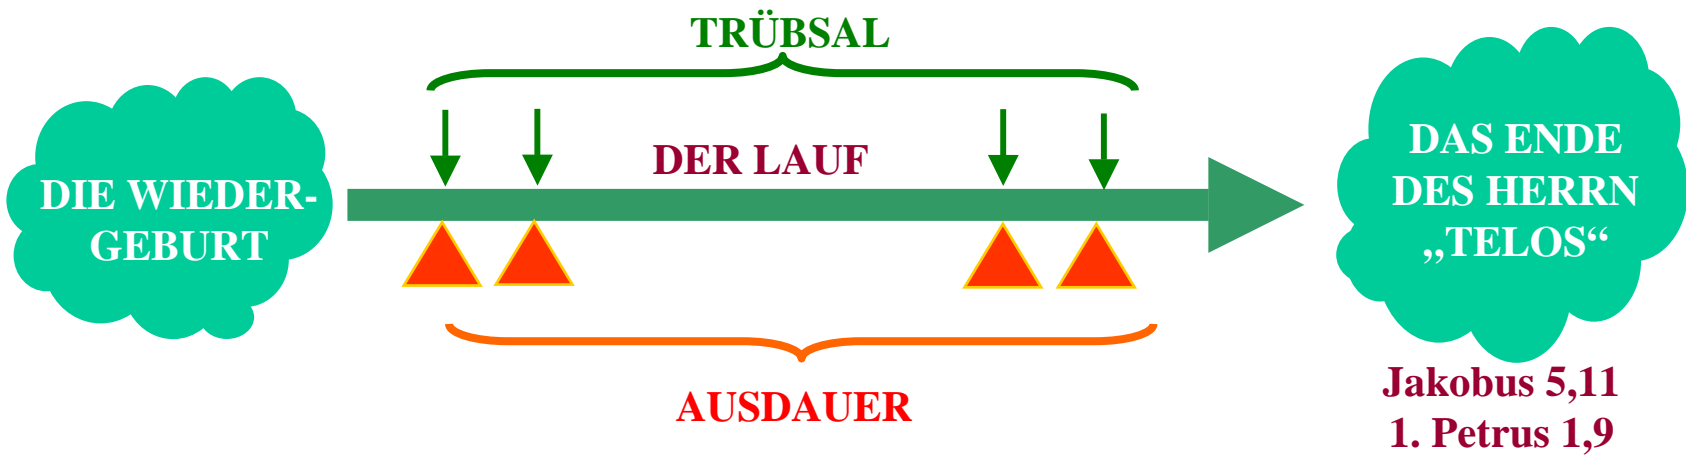 TRÜBSAL
DER LAUF
DIE WIEDER-
GEBURT
DAS ENDE
DES HERRN
„TELOS“
AUSDAUER
Jakobus 5,11
1. Petrus 1,9